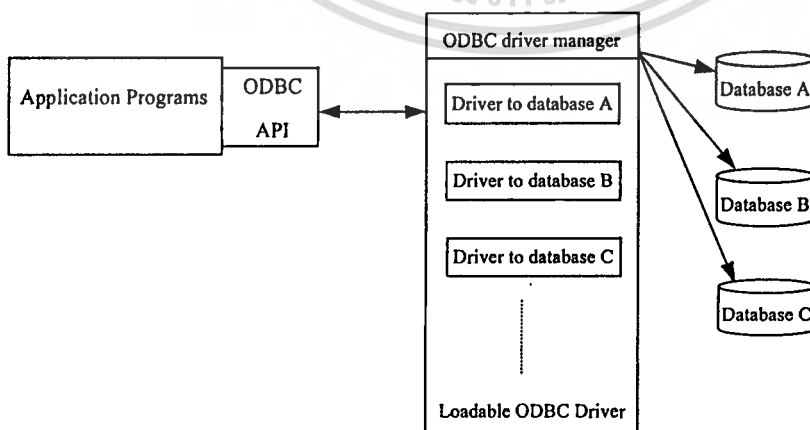 ODBC driver manager
Application Programs
ODBC
API
Driver to database A
Driver to database B
Driver to database C
Loadable ODBC Driver
Database A
Database B
Database C